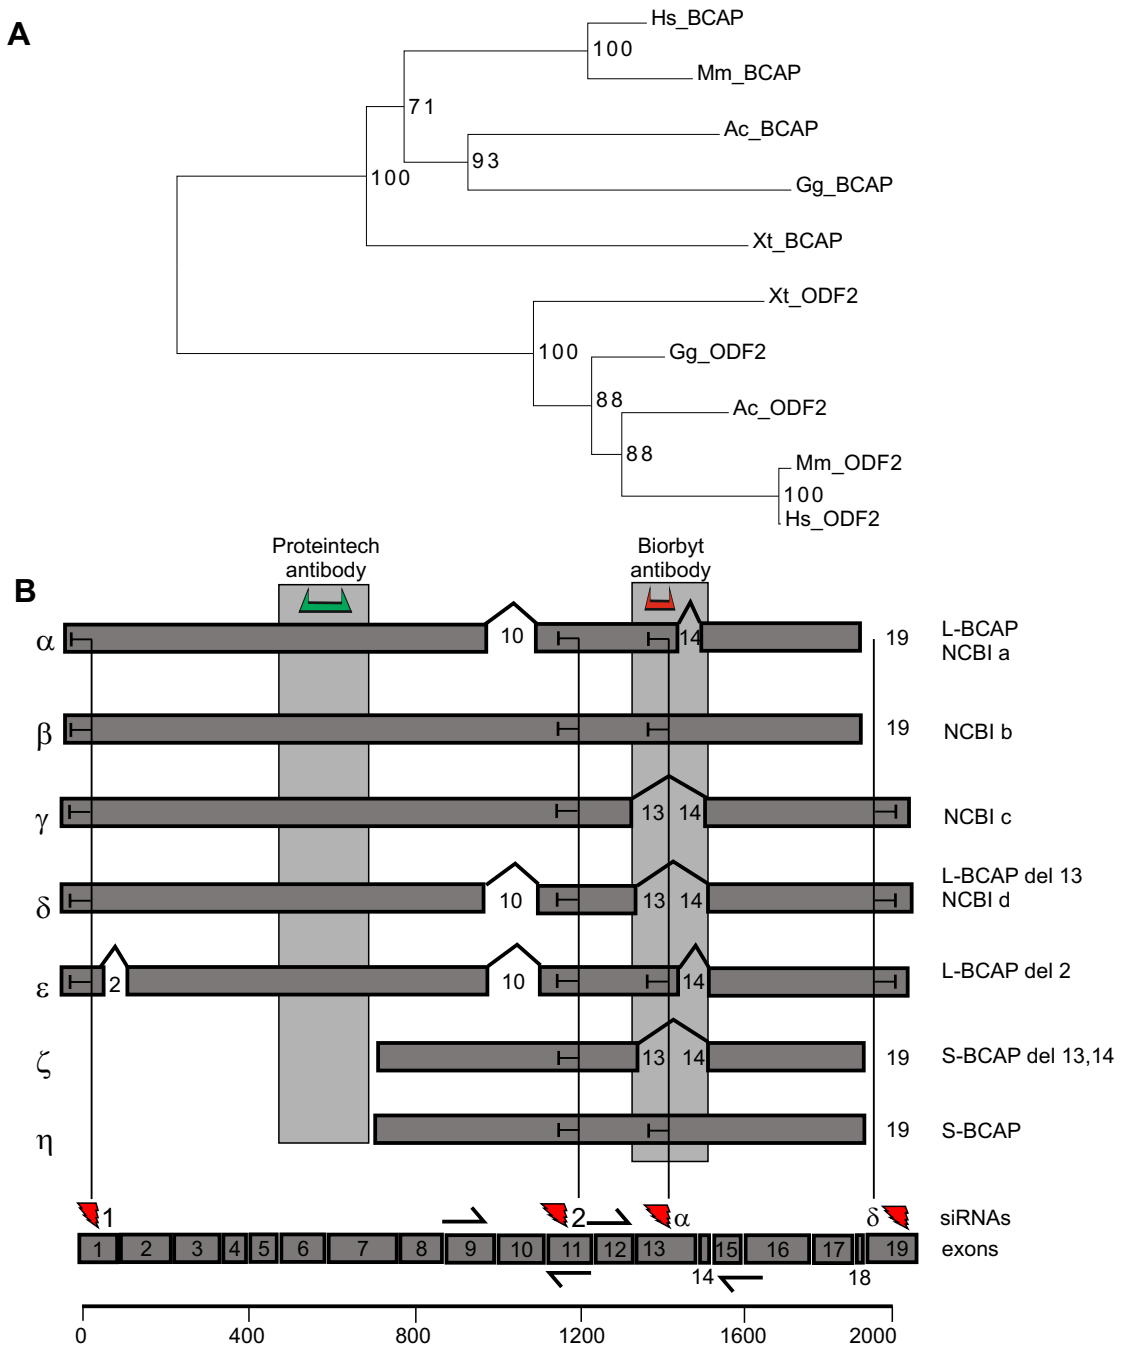 A
Hs_BCAP
100
Mm_BCAP
71
Ac_BCAP
93
Gg_BCAP
100
Xt_BCAP
Xt_ODF2
100
Gg_ODF2
88
Ac_ODF2
88
Mm_ODF2
100
Hs_ODF2
B
Proteintech
antibody
Biorbyt
antibody
α 10 14 19 L-BCAP
NCBI a
β 19 NCBI b
γ 13 14 NCBI c
δ 10 13 14 L-BCAP del 13
NCBI d
ε 2 10 14 L-BCAP del 2
ζ 13 14 19 S-BCAP del 13,14
η 19 S-BCAP
1 2 α δ siRNAs
1 2 3 4 5 6 7 8 9 10 11 12 13 15 16 17 19 exons
14 18
0 400 800 1200 1600 2000